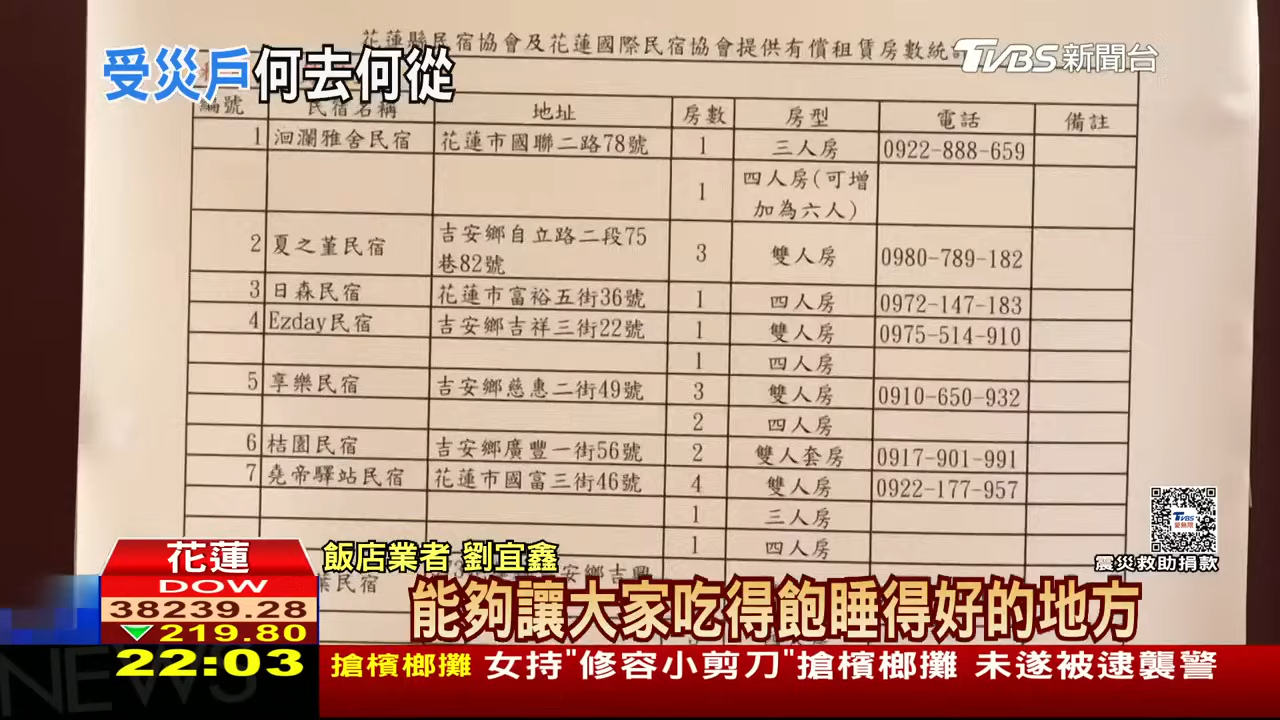 花蓮縣民宿協會及花蓮國際民宿協會提供有償租賃房數統
TVBS新聞台
受災戶何去何從
編號 民宿名稱 地址 房數 房型 電話 備註
1 洄瀾雅舍民宿 花蓮市國聯二路78號 1 三人房 0922-888-659
1 四人房(可增
加為六人)
2 夏之堇民宿 吉安鄉自立路二段75
巷82號 3 雙人房 0980-789-182
3 日森民宿 花蓮市富裕五街36號 1 四人房 0972-147-183
4 Ezday民宿 吉安鄉吉祥三街22號 1 雙人房 0975-514-910
1 四人房
5 享樂民宿 吉安鄉慈惠二街49號 3 雙人房 0910-650-932
2 四人房
6 桔園民宿 吉安鄉廣豐一街56號 2 雙人套房 0917-901-991
7 堯帝驛站民宿 花蓮市國富三街46號 4 雙人房 0922-177-957
1 三人房
1 四人房
民宿
安鄉吉興
TVBS
震災救助捐款
花蓮
飯店業者 劉宜鑫
DOW
38239.28
219.80
能夠讓大家吃得飽睡得好的地方
22:03
搶檳榔攤 女持"修容小剪刀"搶檳榔攤 未遂被逮襲警
NEWS